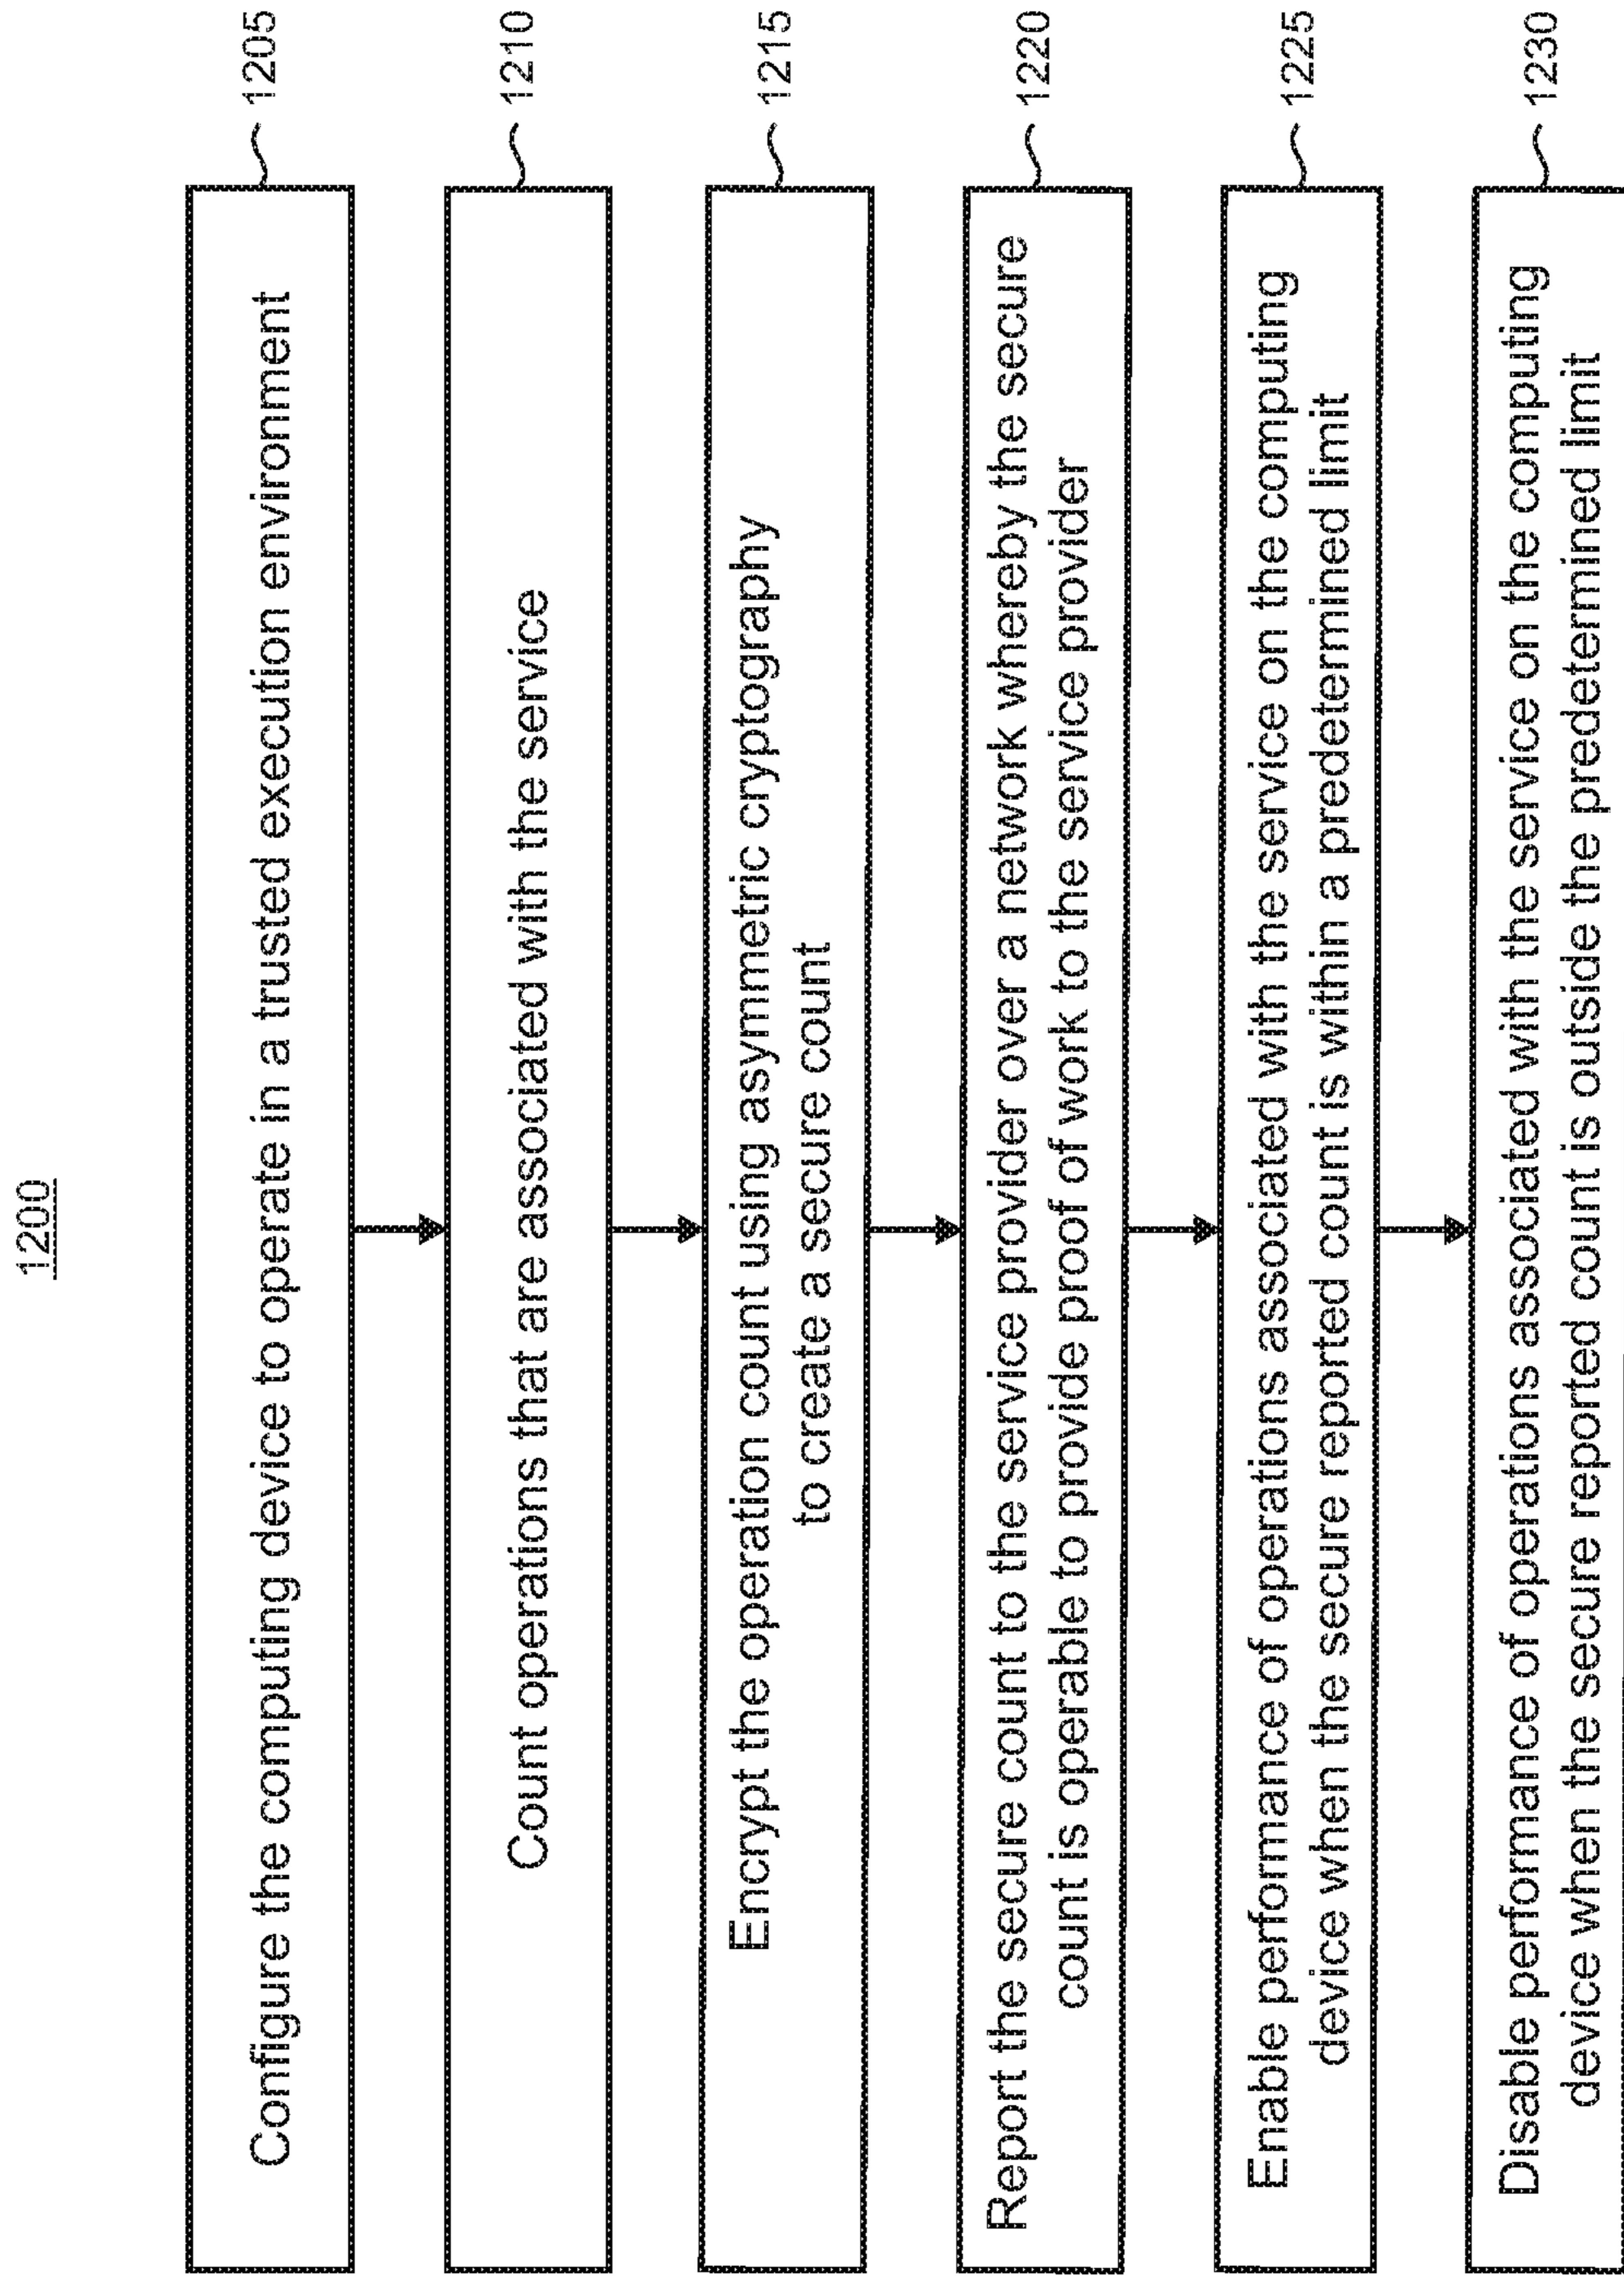 1200
Configure the computing device to operate in a trusted execution environment
1205
Count operations that are associated with the service
1210
Encrypt the operation count using asymmetric cryptography
to create a secure count
1215
Report the secure count to the service provider over a network whereby the secure
count is operable to provide proof of work to the service provider
1220
Enable performance of operations associated with the service on the computing
device when the secure reported count is within a predetermined limit
1225
Disable performance of operations associated with the service on the computing
device when the secure reported count is outside the predetermined limit
1230